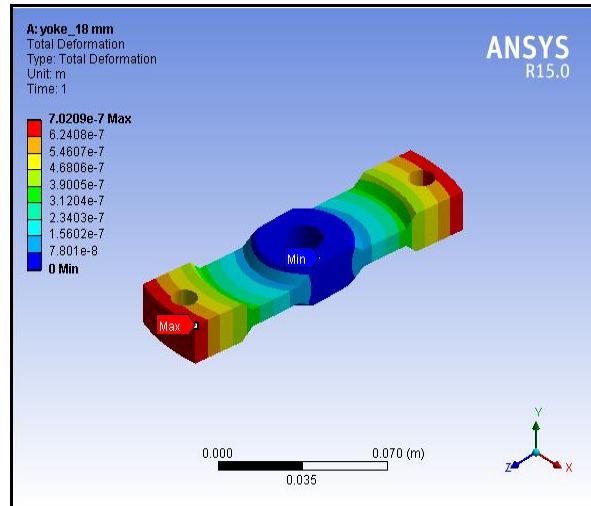 A: yoke_18 mm
Total Deformation
Type: Total Deformation
Unit: m
Time: 1
ANSYS
R15.0
7.0209e-7 Max
6.2408e-7
5.4607e-7
4.6806e-7
3.9005e-7
3.1204e-7
2.3403e-7
1.5602e-7
7.801e-8
0 Min
Min
Max
0.000
0.070 (m)
0.035
Y
Z
X